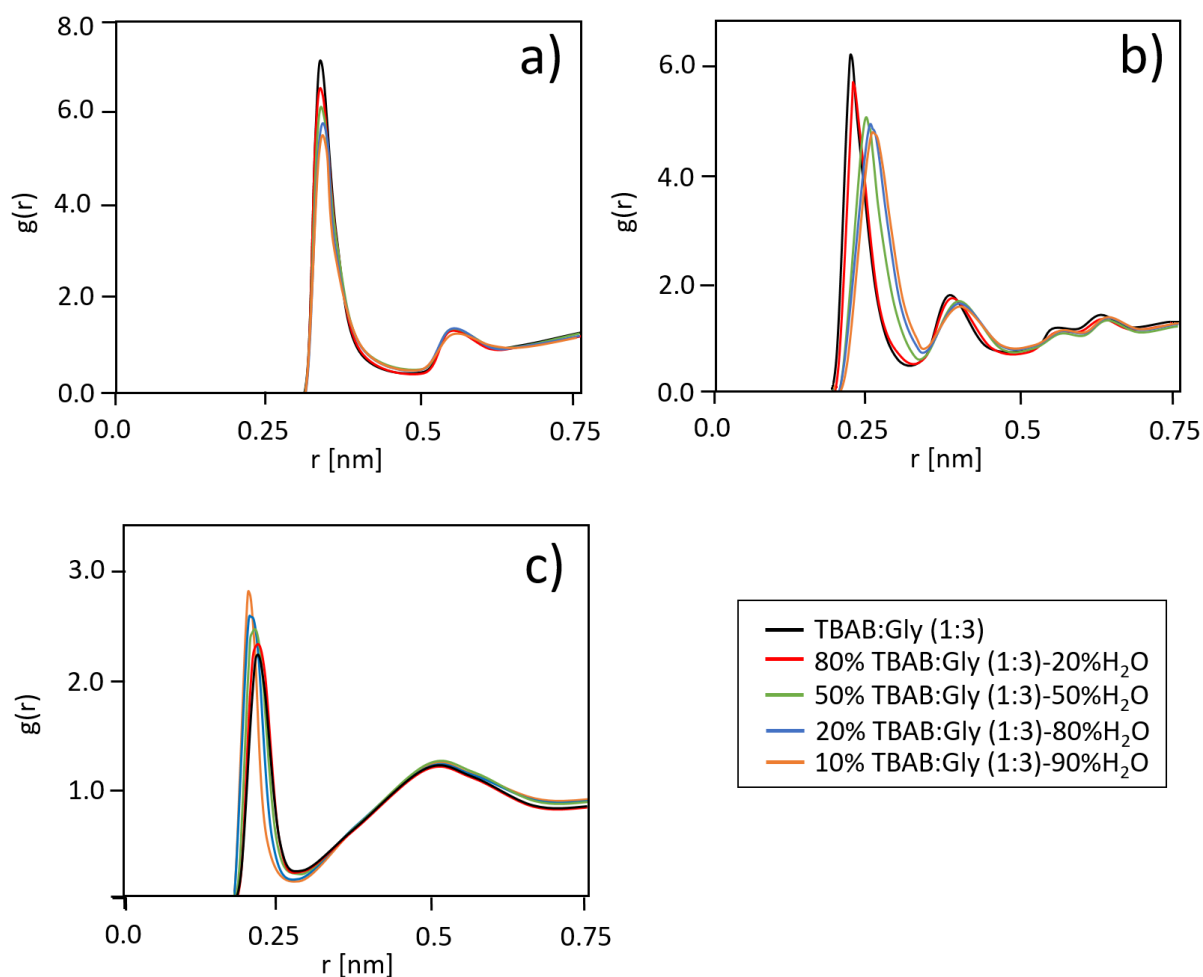 a)
8.0
6.0
4.0
2.0
0.0
g(r)
0.0 0.25 0.5 0.75
r [nm]
b)
6.0
4.0
2.0
0.0
g(r)
0.0 0.25 0.5 0.75
r [nm]
c)
3.0
2.0
1.0
g(r)
0.0 0.25 0.5 0.75
r [nm]
TBAB:Gly (1:3)
80% TBAB:Gly (1:3)-20%H₂O
50% TBAB:Gly (1:3)-50%H₂O
20% TBAB:Gly (1:3)-80%H₂O
10% TBAB:Gly (1:3)-90%H₂O